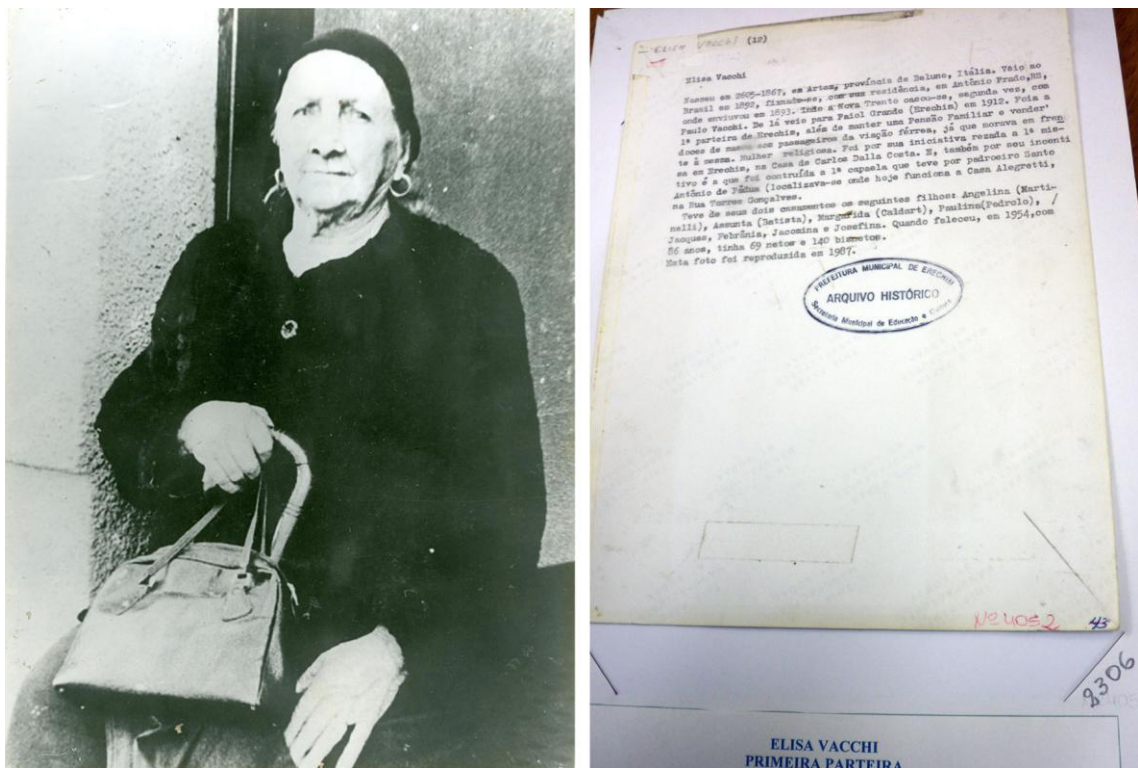 ELISA VACCHI (12)
Elisa Vacchi
Nasceu em 2605-1867, em Artem, província de Beluno, Itália. Veio ao
Brasil em 1892, fixando-se, com sua residência, em Antônio Prado,RS,
onde enviuvou em 1893. Indo a Nova Trento casou-se, segunda vez, com
Paulo Vacchi. De lá veio para Paiol Grande (Erechim) em 1912. Foia a
1ª parteira de Erechim, além de manter uma Pensão Familiar e vender'
doces de massa aos passageiros da viação férrea, já que morava em fren
te à mesma. Mulher religiosa. Foi por sua iniciativa rezada a 1ª mis-
sa em Erechim, na Casa de Carlos Dalla Costa. E, também por seu incenti
tivo é a que foi contruída a 1ª capaela que teve por padroeiro Santo
Antônio de Pádua (localizava-se onde hoje funciona a Casa Alegretti,
na Rua Torres Gonçalves.
Teve de seus dois casamentos os seguintes filhos: Angelina (Marti-
nelli), Assunta (Batista), Margarida (Caldart), Paulina(Pedrolo), /
Jacques, Febrônia, Jacomina e Josefina. Quando faleceu, em 1954,com
86 anos, tinha 69 netos e 140 bisnetos.
Esta foto foi reproduzida em 1987.
PREFEITURA MUNICIPAL DE ERECHIM
ARQUIVO HISTÓRICO
Secretaria Municipal de Educação e Cultura
Nº 4052
43
2306
ELISA VACCHI
PRIMEIRA PARTEIRA